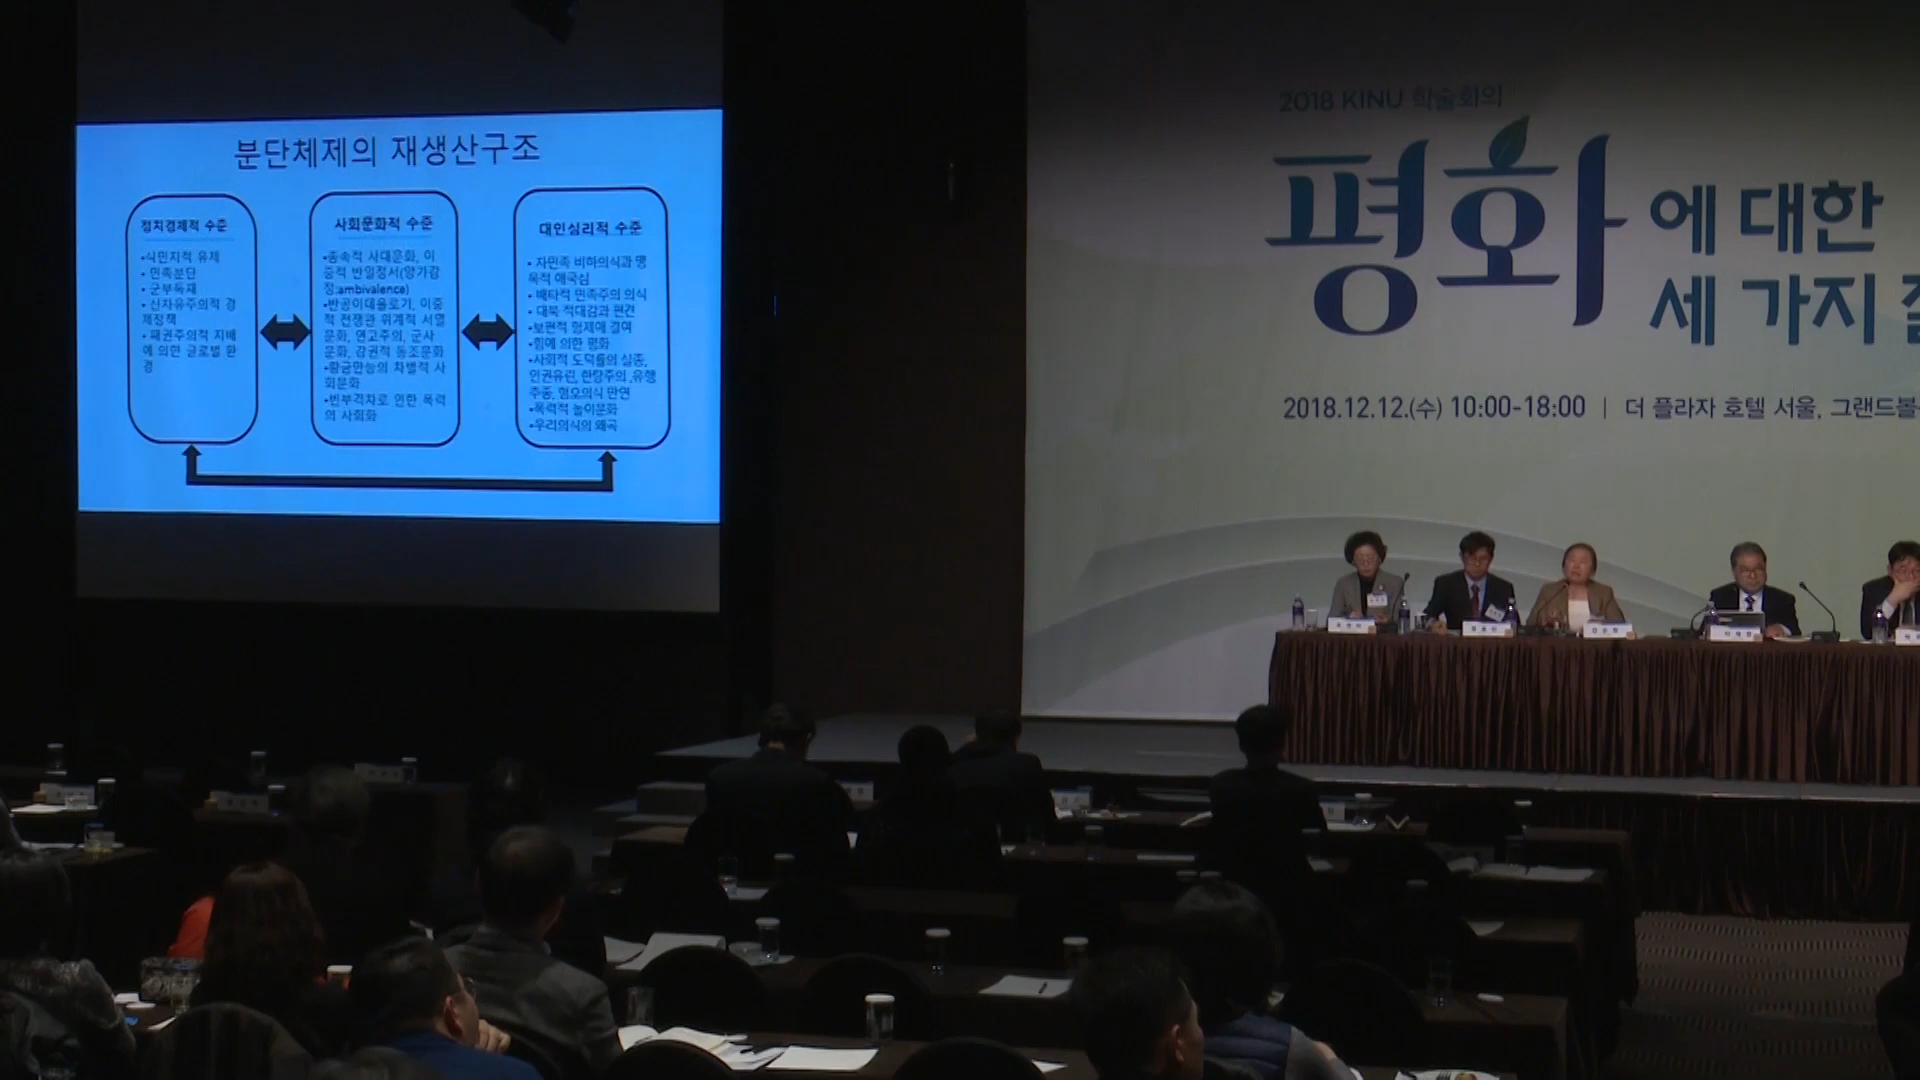 분단체제의 재생산구조
정치경제적 수준
•식민지적 유제
• 민족분단
• 군부독재
• 신자유주의적 경
제정책
• 패권주의적 지배
에 의한 글로벌 환
경
사회문화적 수준
•종속적 사대문화, 이
중적 반일정서(양가감
정:ambivalence)
•반공이데올로기, 이중
적 전쟁관 위계적 서열
문화, 연고주의, 군사
문화, 강권적 동조문화
•황금만능의 차별적 사
회문화
•빈부격차로 인한 폭력
의 사회화
대인심리적 수준
• 자민족 비하의식과 맹
목적 애국심
• 배타적 민족주의 의식
• 대북 적대감과 편견
•보편적 형제애 결여
•힘에 의한 평화
•사회적 도덕률의 실종,
인권유린, 한탕주의 ,유행
추종, 혐오의식 만연
•폭력적 놀이문화
•우리의식의 왜곡
2018 KINU 학술회의
평화에 대한
세 가지
2018.12.12.(수) 10:00-18:00 | 더 플라자 호텔 서울, 그랜드볼